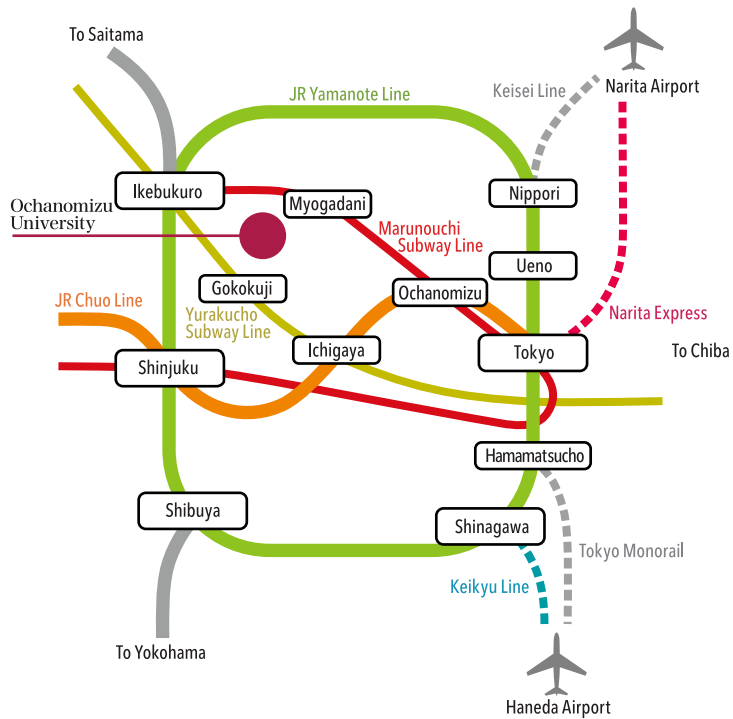 To Saitama
Narita Airport
Keisei Line
JR Yamanote Line
Ikebukuro
Nippori
Myogadani
Ochanomizu
University
Marunouchi
Subway Line
Ueno
Gokokuji
Ochanomizu
JR Chuo Line
Yurakucho
Subway Line
Narita Express
Ichigaya
Tokyo
To Chiba
Shinjuku
Hamamatsucho
Shibuya
Shinagawa
Tokyo Monorail
Keikyu Line
To Yokohama
Haneda Airport